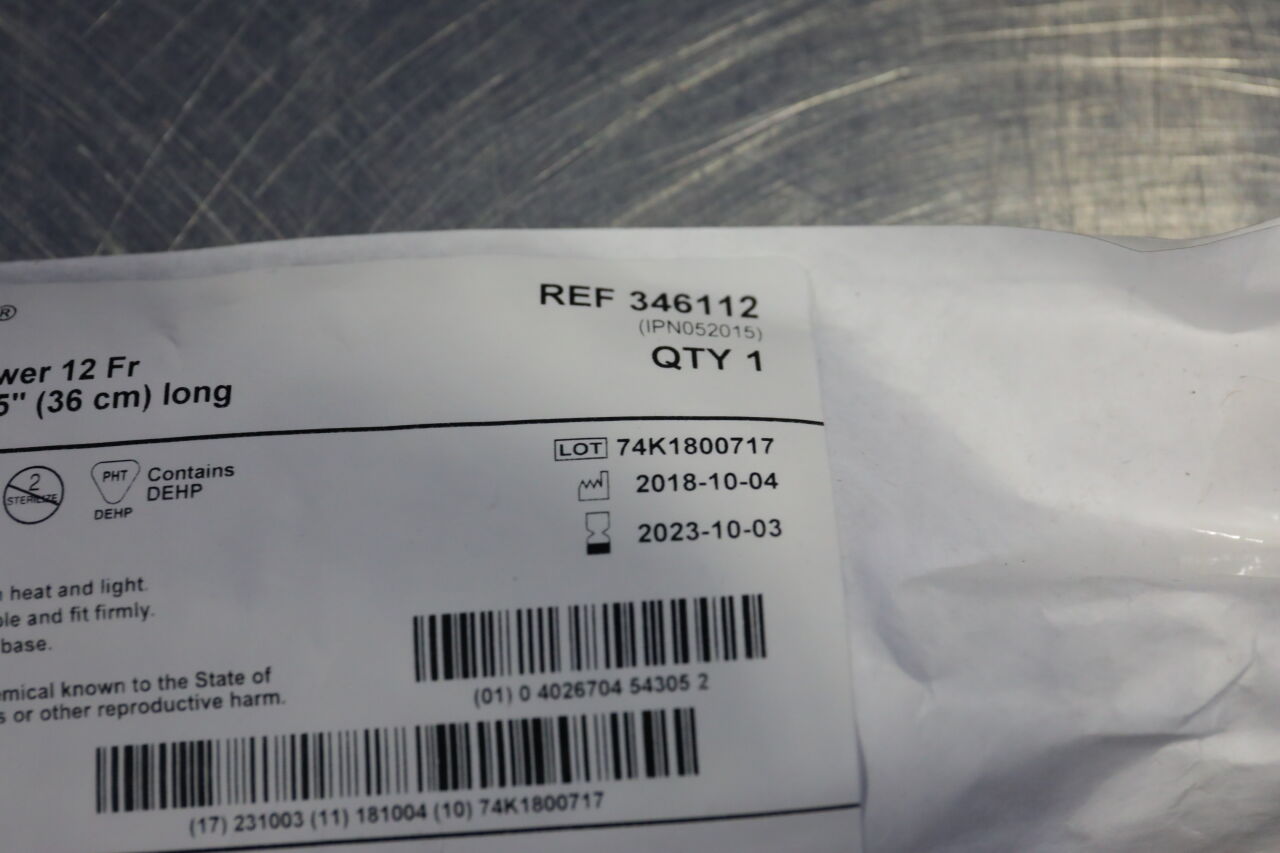 ®
REF 346112
(IPN052015)
QTY 1
wer 12 Fr
5" (36 cm) long
LOT 74K1800717
2
STERILIZE
PHT
DEHP
Contains
DEHP
2018-10-04
2023-10-03
heat and light.
ble and fit firmly.
base.
emical known to the State of
s or other reproductive harm.
(01) 0 4026704 54305 2
(17) 231003 (11) 181004 (10) 74K1800717